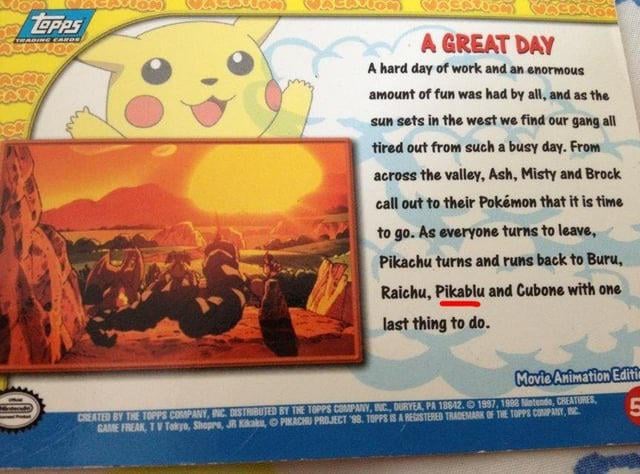 VACATION VACATION VACATION VACATION
Topps
TRADING CARDS
A GREAT DAY
A hard day of work and an enormous
amount of fun was had by all, and as the
sun sets in the west we find our gang all
tired out from such a busy day. From
across the valley, Ash, Misty and Brock
call out to their Pokémon that it is time
to go. As everyone turns to leave,
Pikachu turns and runs back to Buru,
Raichu, Pikablu and Cubone with one
last thing to do.
Movie Animation Editi
5
Nintendo
CREATED BY THE TOPPS COMPANY, INC. DISTRIBUTED BY THE TOPPS COMPANY, INC., DURYEA, PA 18642. © 1997, 1998 Nintendo, CREATURES,
GAME FREAK, TV Tokyo, Shopro, JR Kikaku, © PIKACHU PROJECT '98. TOPPS IS A REGISTERED TRADEMARK OF THE TOPPS COMPANY, INC.